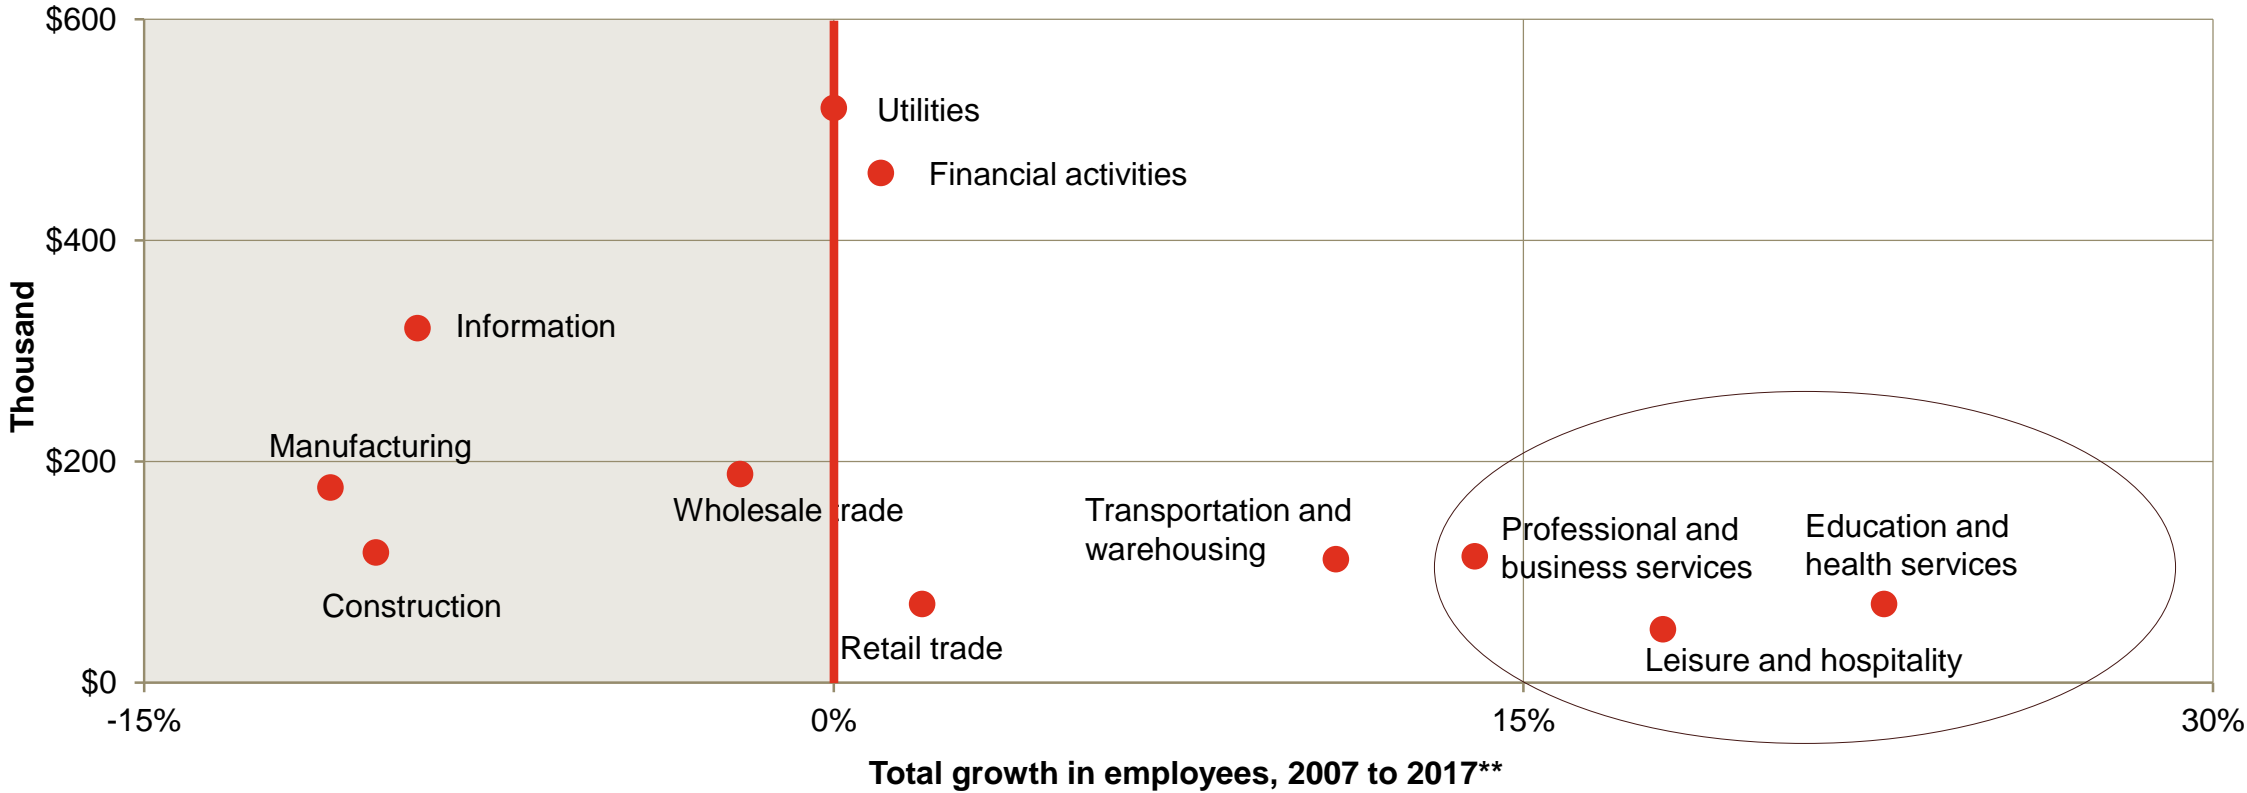 $600
Utilities
Financial activities
$400
Thousand
Information
Manufacturing
$200
Wholesale trade
Transportation and
warehousing
Professional and
business services
Education and
health services
Construction
Retail trade
Leisure and hospitality
$0
-15%
0%
15%
30%
Total growth in employees, 2007 to 2017**